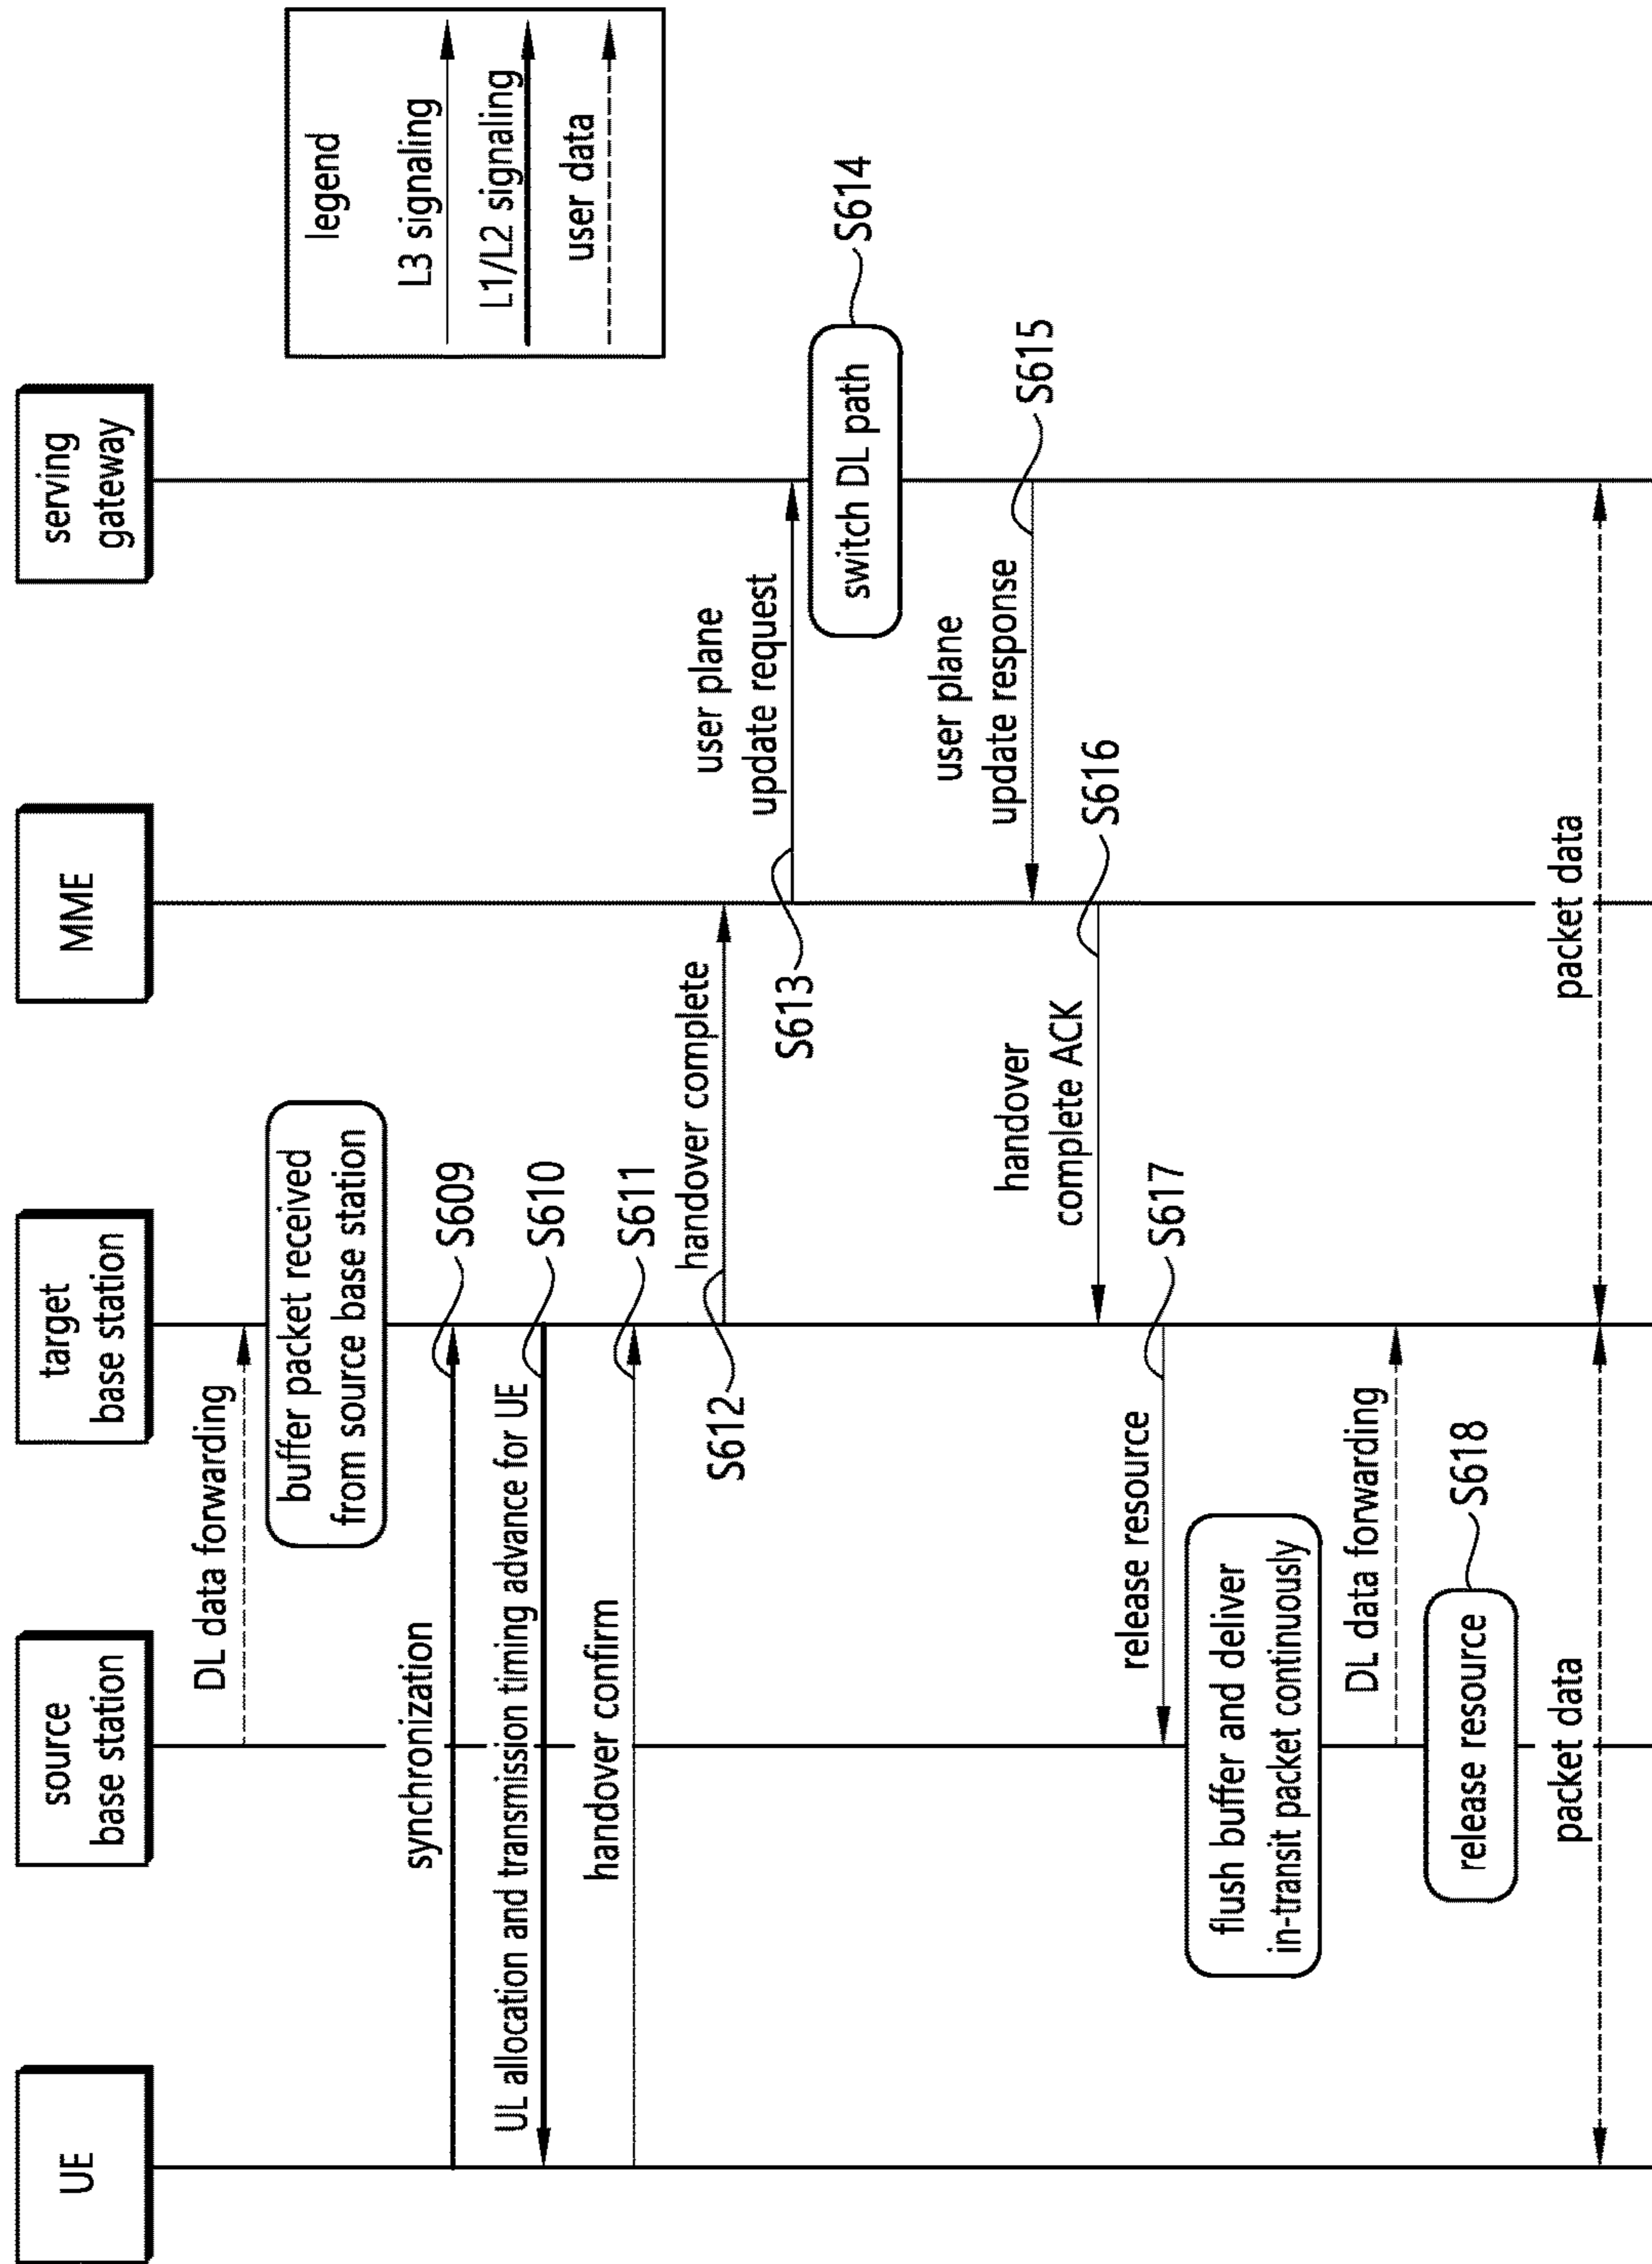 UE
source
base station
target
base station
MME
serving
gateway
legend
L3 signaling
L1/L2 signaling
user data
DL data forwarding
buffer packet received
from source base station
synchronization
S609
UL allocation and transmission timing advance for UE
S610
handover confirm
S611
S612
handover complete
S613
user plane
update request
switch DL path
S614
user plane
update response
S615
handover
complete ACK
S616
release resource
S617
flush buffer and deliver
in-transit packet continuously
DL data forwarding
release resource
S618
packet data
packet data